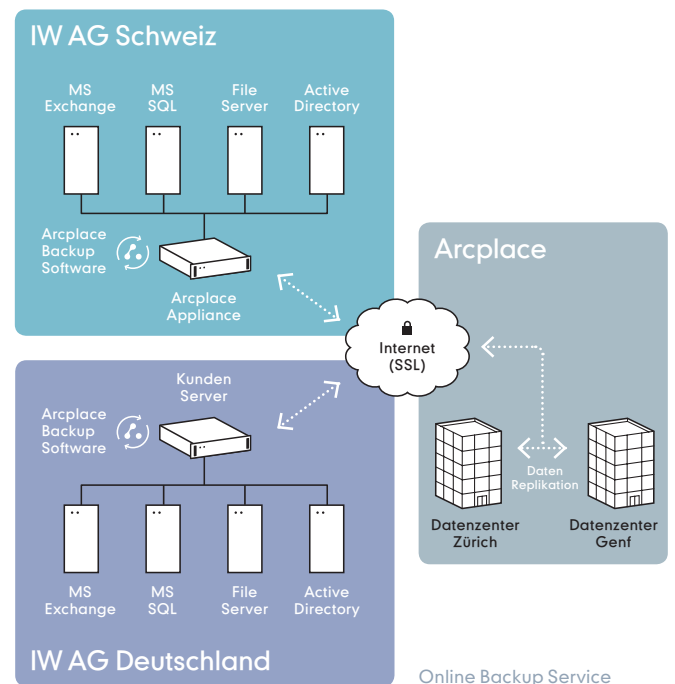 IW AG Schweiz
MS
Exchange
MS
SQL
File
Server
Active
Directory
Arcplace
Backup
Software
Arcplace
Appliance
Arcplace
Internet
(SSL)
Kunden
Server
Arcplace
Backup
Software
Daten
Replikation
Datenzenter
Zürich
Datenzenter
Genf
MS
Exchange
MS
SQL
File
Server
Active
Directory
IW AG Deutschland
Online Backup Service